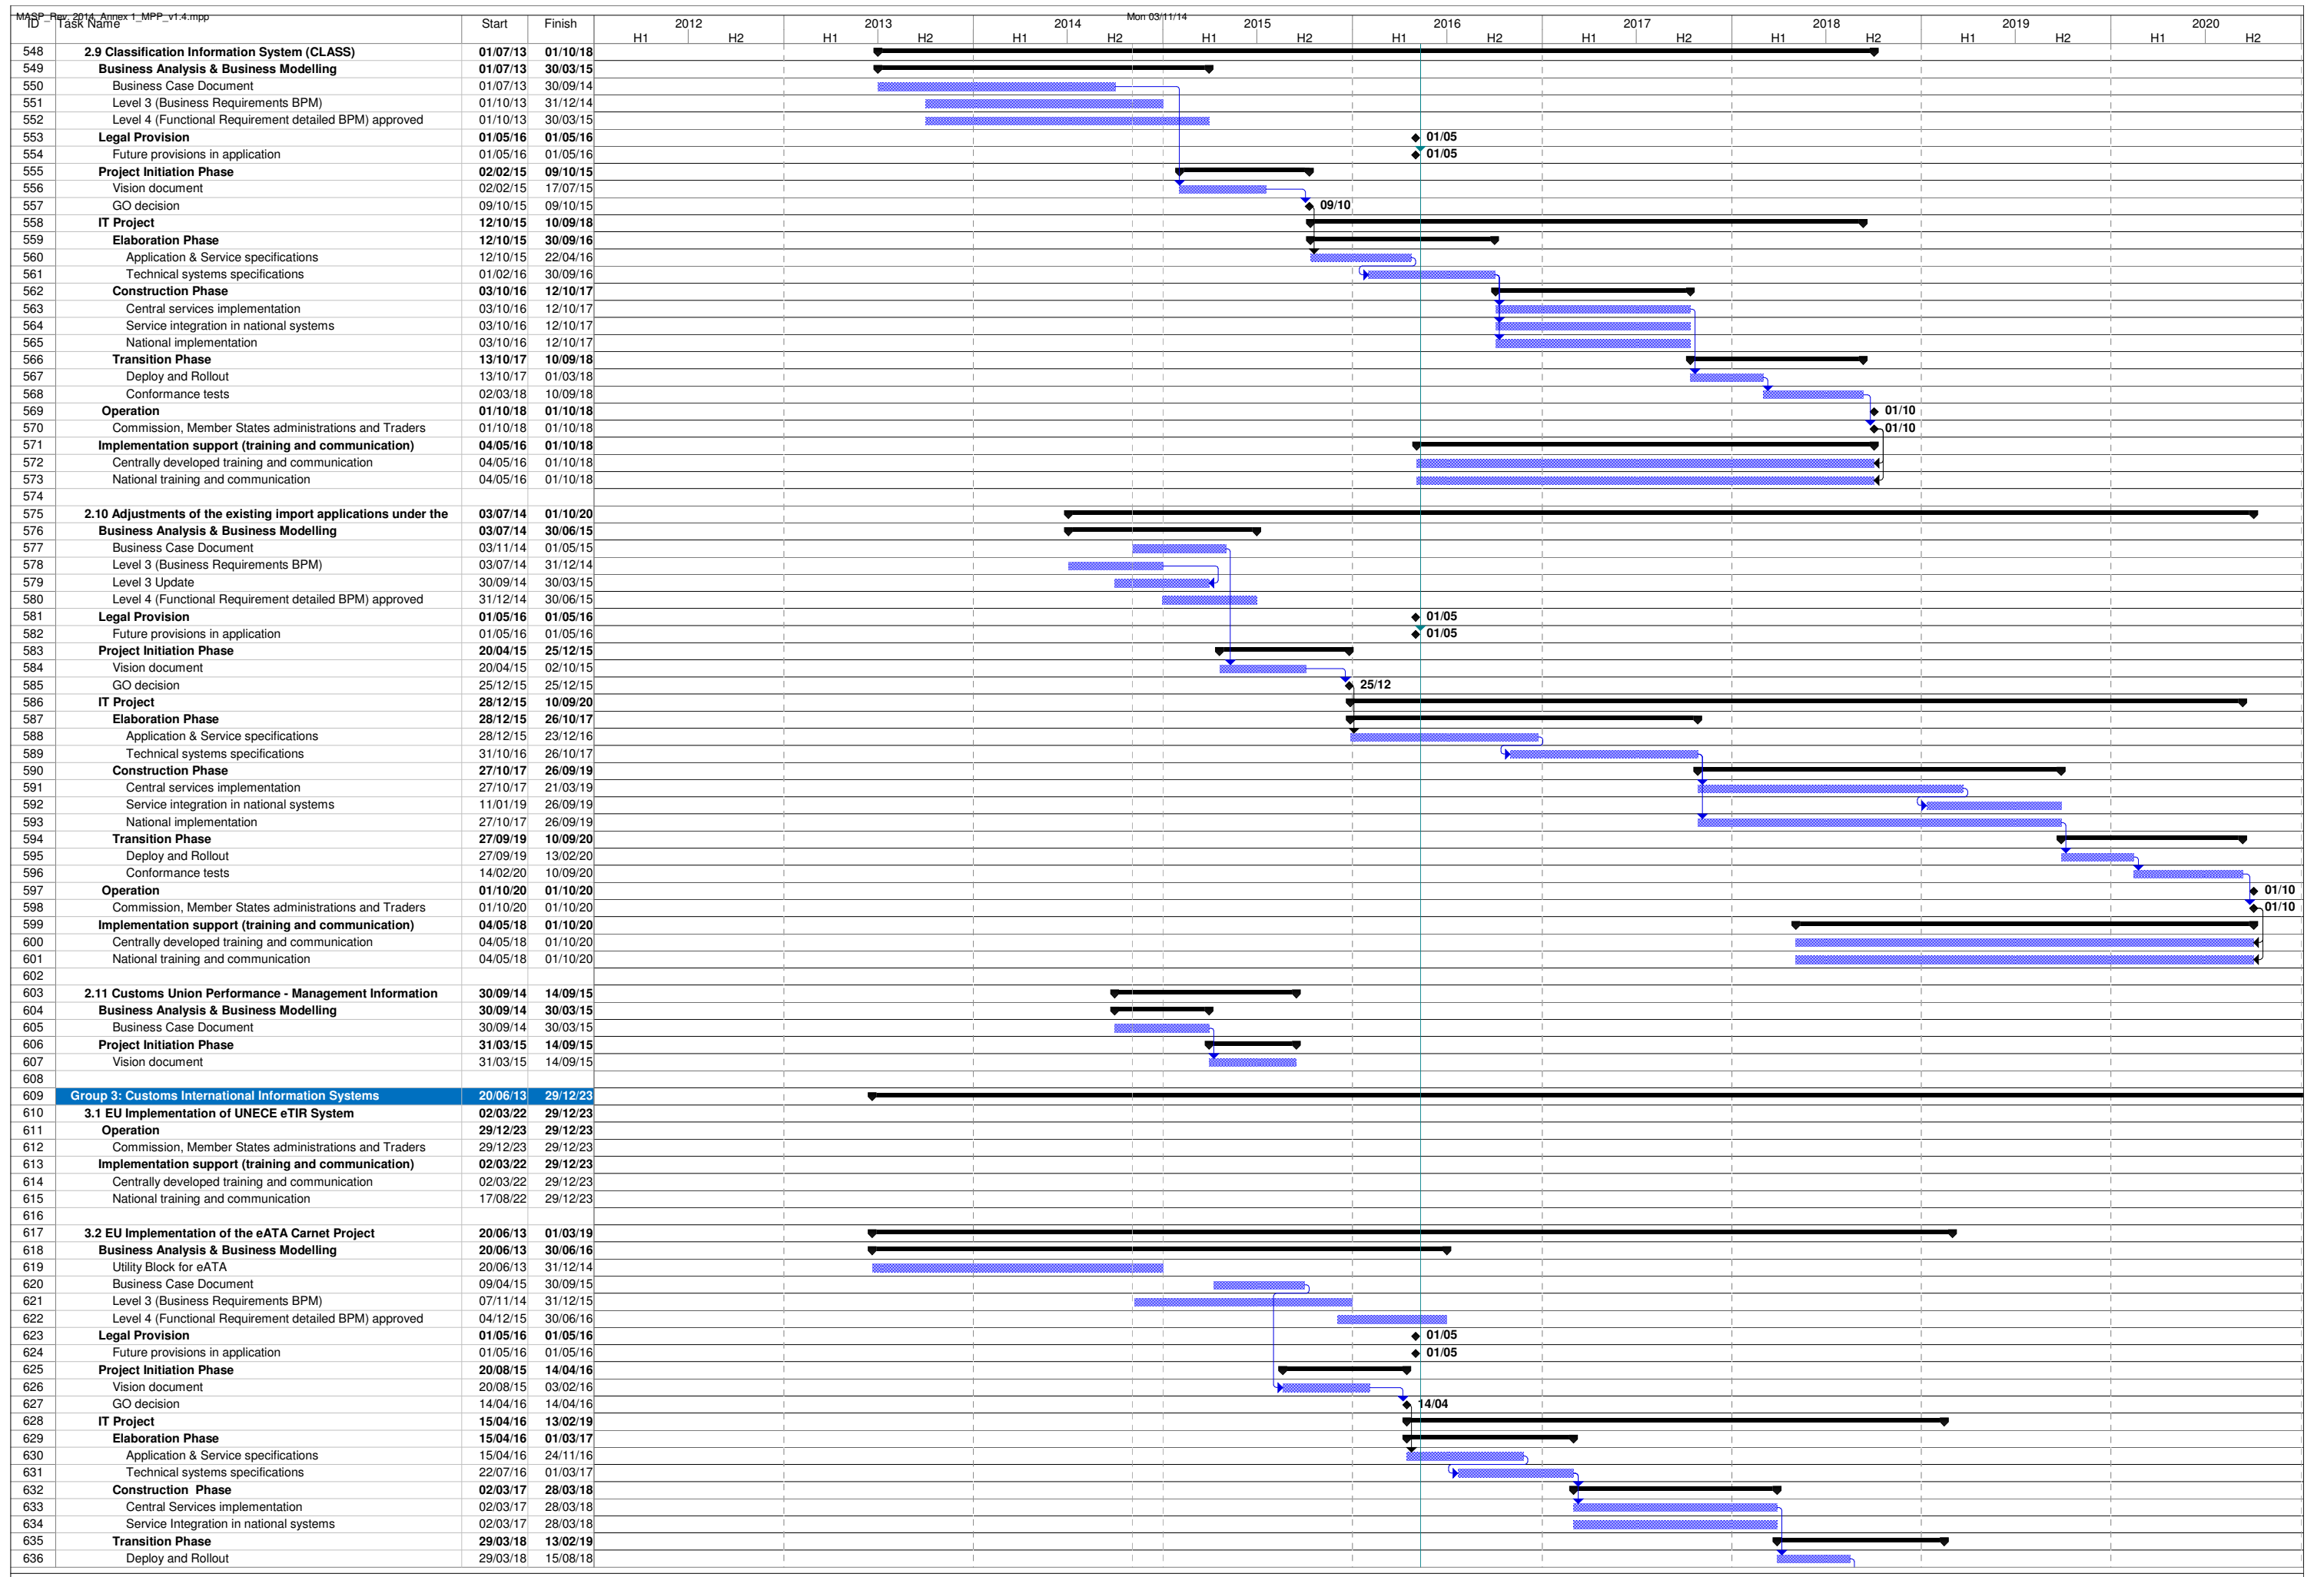 MASP_Rev. 2014_Annex 1_MPP_v1.4.mpp Mon 03/11/14
ID Task Name Start Finish 2012 2013 2014 2015 2016 2017 2018 2019 2020
H1 H2 H1 H2 H1 H2 H1 H2 H1 H2 H1 H2 H1 H2 H1 H2 H1 H2
548 2.9 Classification Information System (CLASS) 01/07/13 01/10/18
549 Business Analysis & Business Modelling 01/07/13 30/03/15
550 Business Case Document 01/07/13 30/09/14
551 Level 3 (Business Requirements BPM) 01/10/13 31/12/14
552 Level 4 (Functional Requirement detailed BPM) approved 01/10/13 30/03/15
553 Legal Provision 01/05/16 01/05/16 01/05
554 Future provisions in application 01/05/16 01/05/16 01/05
555 Project Initiation Phase 02/02/15 09/10/15
556 Vision document 02/02/15 17/07/15
557 GO decision 09/10/15 09/10/15 09/10
558 IT Project 12/10/15 10/09/18
559 Elaboration Phase 12/10/15 30/09/16
560 Application & Service specifications 12/10/15 22/04/16
561 Technical systems specifications 01/02/16 30/09/16
562 Construction Phase 03/10/16 12/10/17
563 Central services implementation 03/10/16 12/10/17
564 Service integration in national systems 03/10/16 12/10/17
565 National implementation 03/10/16 12/10/17
566 Transition Phase 13/10/17 10/09/18
567 Deploy and Rollout 13/10/17 01/03/18
568 Conformance tests 02/03/18 10/09/18
569 Operation 01/10/18 01/10/18 01/10
570 Commission, Member States administrations and Traders 01/10/18 01/10/18 01/10
571 Implementation support (training and communication) 04/05/16 01/10/18
572 Centrally developed training and communication 04/05/16 01/10/18
573 National training and communication 04/05/16 01/10/18
574
575 2.10 Adjustments of the existing import applications under the 03/07/14 01/10/20
576 Business Analysis & Business Modelling 03/07/14 30/06/15
577 Business Case Document 03/11/14 01/05/15
578 Level 3 (Business Requirements BPM) 03/07/14 31/12/14
579 Level 3 Update 30/09/14 30/03/15
580 Level 4 (Functional Requirement detailed BPM) approved 31/12/14 30/06/15
581 Legal Provision 01/05/16 01/05/16 01/05
582 Future provisions in application 01/05/16 01/05/16 01/05
583 Project Initiation Phase 20/04/15 25/12/15
584 Vision document 20/04/15 02/10/15
585 GO decision 25/12/15 25/12/15 25/12
586 IT Project 28/12/15 10/09/20
587 Elaboration Phase 28/12/15 26/10/17
588 Application & Service specifications 28/12/15 23/12/16
589 Technical systems specifications 31/10/16 26/10/17
590 Construction Phase 27/10/17 26/09/19
591 Central services implementation 27/10/17 21/03/19
592 Service integration in national systems 11/01/19 26/09/19
593 National implementation 27/10/17 26/09/19
594 Transition Phase 27/09/19 10/09/20
595 Deploy and Rollout 27/09/19 13/02/20
596 Conformance tests 14/02/20 10/09/20
597 Operation 01/10/20 01/10/20 01/10
598 Commission, Member States administrations and Traders 01/10/20 01/10/20 01/10
599 Implementation support (training and communication) 04/05/18 01/10/20
600 Centrally developed training and communication 04/05/18 01/10/20
601 National training and communication 04/05/18 01/10/20
602
603 2.11 Customs Union Performance - Management Information 30/09/14 14/09/15
604 Business Analysis & Business Modelling 30/09/14 30/03/15
605 Business Case Document 30/09/14 30/03/15
606 Project Initiation Phase 31/03/15 14/09/15
607 Vision document 31/03/15 14/09/15
608
609 Group 3: Customs International Information Systems 20/06/13 29/12/23
610 3.1 EU Implementation of UNECE eTIR System 02/03/22 29/12/23
611 Operation 29/12/23 29/12/23
612 Commission, Member States administrations and Traders 29/12/23 29/12/23
613 Implementation support (training and communication) 02/03/22 29/12/23
614 Centrally developed training and communication 02/03/22 29/12/23
615 National training and communication 17/08/22 29/12/23
616
617 3.2 EU Implementation of the eATA Carnet Project 20/06/13 01/03/19
618 Business Analysis & Business Modelling 20/06/13 30/06/16
619 Utility Block for eATA 20/06/13 31/12/14
620 Business Case Document 09/04/15 30/09/15
621 Level 3 (Business Requirements BPM) 07/11/14 31/12/15
622 Level 4 (Functional Requirement detailed BPM) approved 04/12/15 30/06/16
623 Legal Provision 01/05/16 01/05/16 01/05
624 Future provisions in application 01/05/16 01/05/16 01/05
625 Project Initiation Phase 20/08/15 14/04/16
626 Vision document 20/08/15 03/02/16
627 GO decision 14/04/16 14/04/16 14/04
628 IT Project 15/04/16 13/02/19
629 Elaboration Phase 15/04/16 01/03/17
630 Application & Service specifications 15/04/16 24/11/16
631 Technical systems specifications 22/07/16 01/03/17
632 Construction Phase 02/03/17 28/03/18
633 Central Services implementation 02/03/17 28/03/18
634 Service Integration in national systems 02/03/17 28/03/18
635 Transition Phase 29/03/18 13/02/19
636 Deploy and Rollout 29/03/18 15/08/18